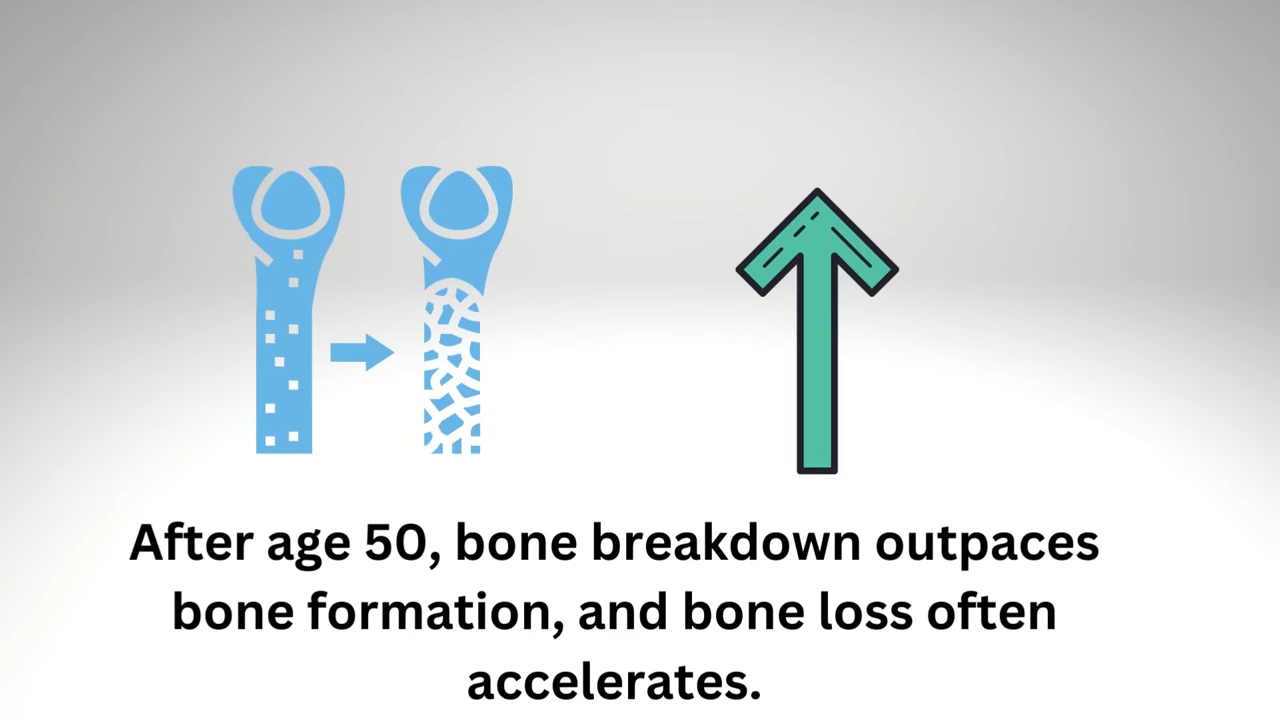 After age 50, bone breakdown outpaces
bone formation, and bone loss often
accelerates.